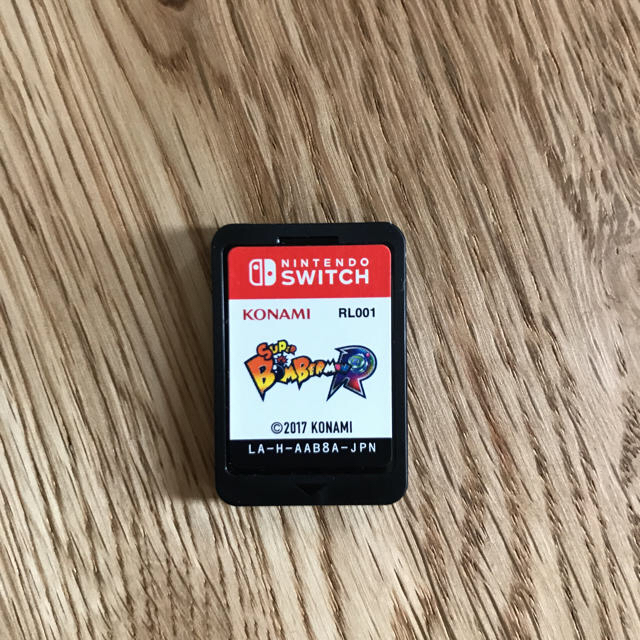 NINTENDO
SWITCH
KONAMI RL001
SUPER
BOMBERMAN R
©2017 KONAMI
LA-H-AAB8A-JPN